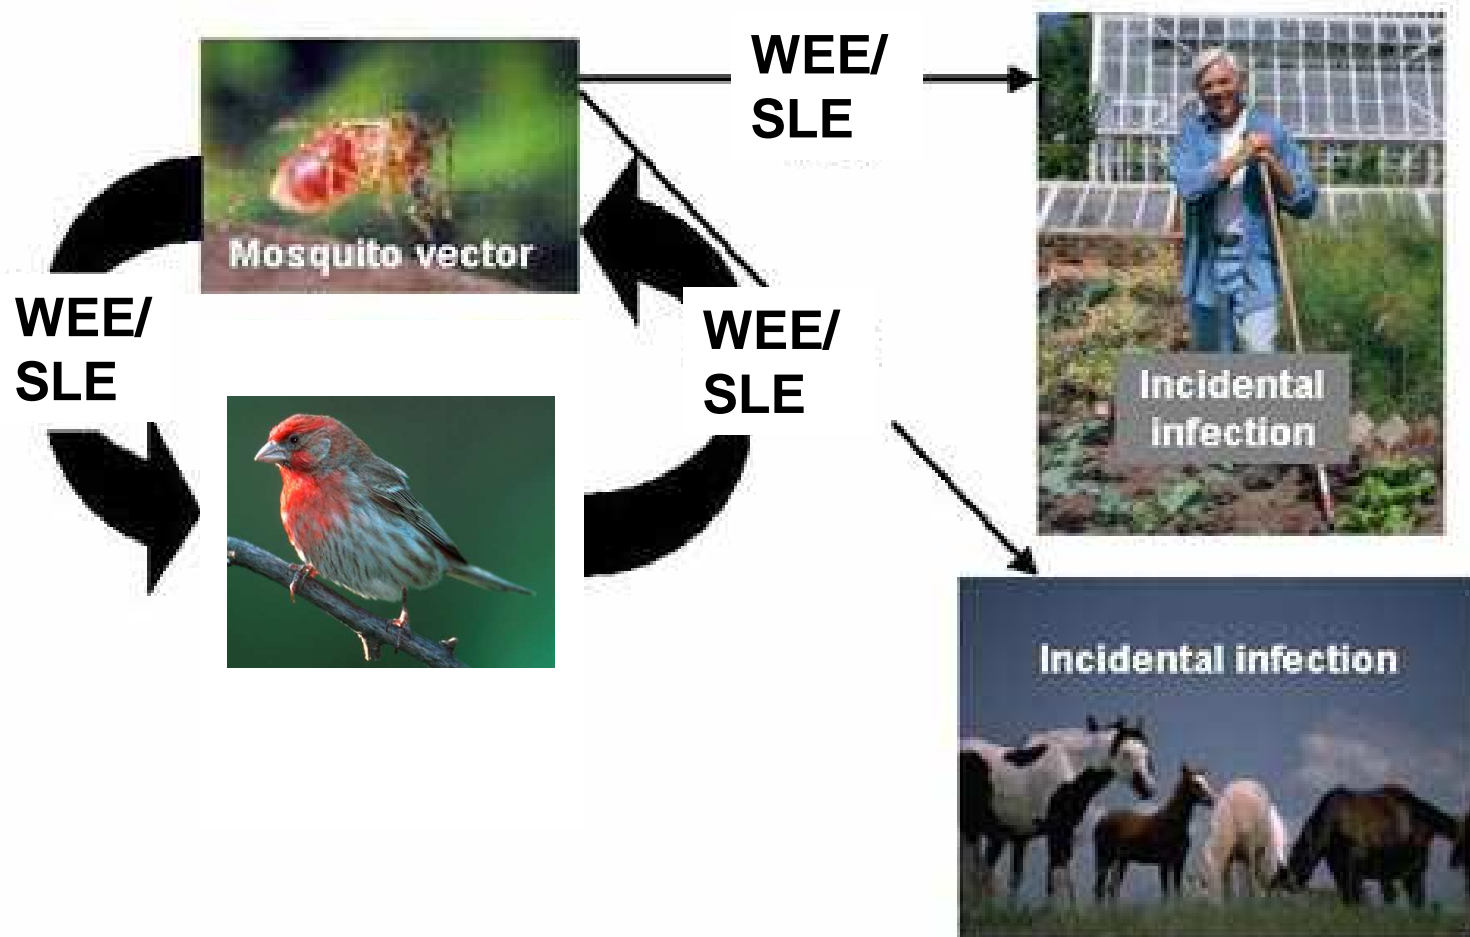 WEE/
SLE
Mosquito vector
WEE/
SLE
WEE/
SLE
Incidental
infection
Incidental infection